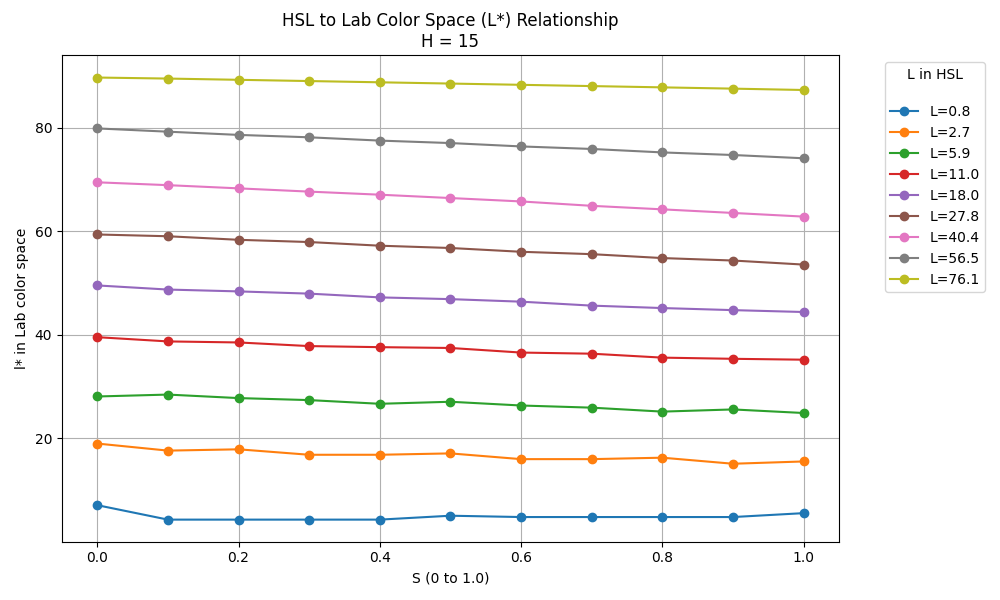 HSL to Lab Color Space (L*) Relationship
H = 15
l* in Lab color space
80
60
40
20
0.0 0.2 0.4 0.6 0.8 1.0
S (0 to 1.0)
L in HSL
L=0.8
L=2.7
L=5.9
L=11.0
L=18.0
L=27.8
L=40.4
L=56.5
L=76.1